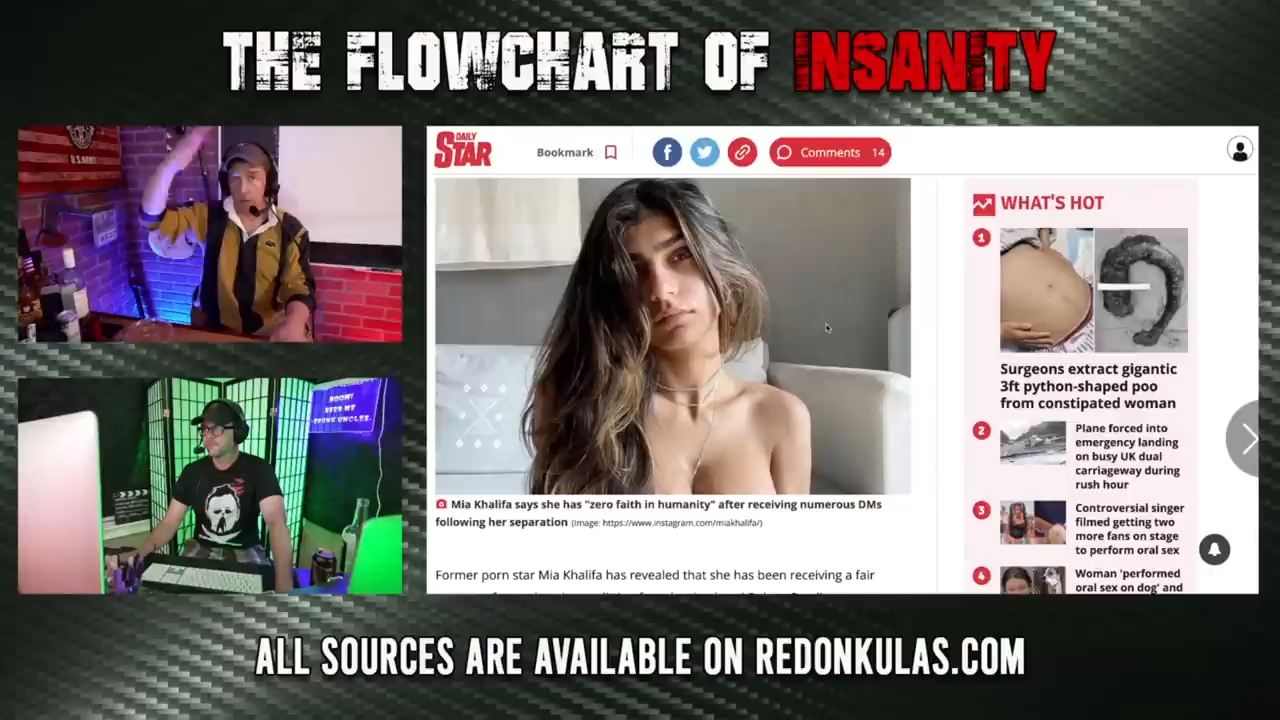 THE FLOWCHART OF INSANITY
U.S. ARMY
BOOM!
OVER MY
DRUNK UNCLES.
DAILY
STAR
Bookmark
Comments 14
Mia Khalifa says she has "zero faith in humanity" after receiving numerous DMs
following her separation (Image: https://www.instagram.com/miakhalifa/)
Former porn star Mia Khalifa has revealed that she has been receiving a fair
WHAT'S HOT
1
Surgeons extract gigantic
3ft python-shaped poo
from constipated woman
2
Plane forced into
emergency landing
on busy UK dual
carriageway during
rush hour
3
Controversial singer
filmed getting two
more fans on stage
to perform oral sex
4
Woman 'performed
oral sex on dog' and
ALL SOURCES ARE AVAILABLE ON REDONKULAS.COM